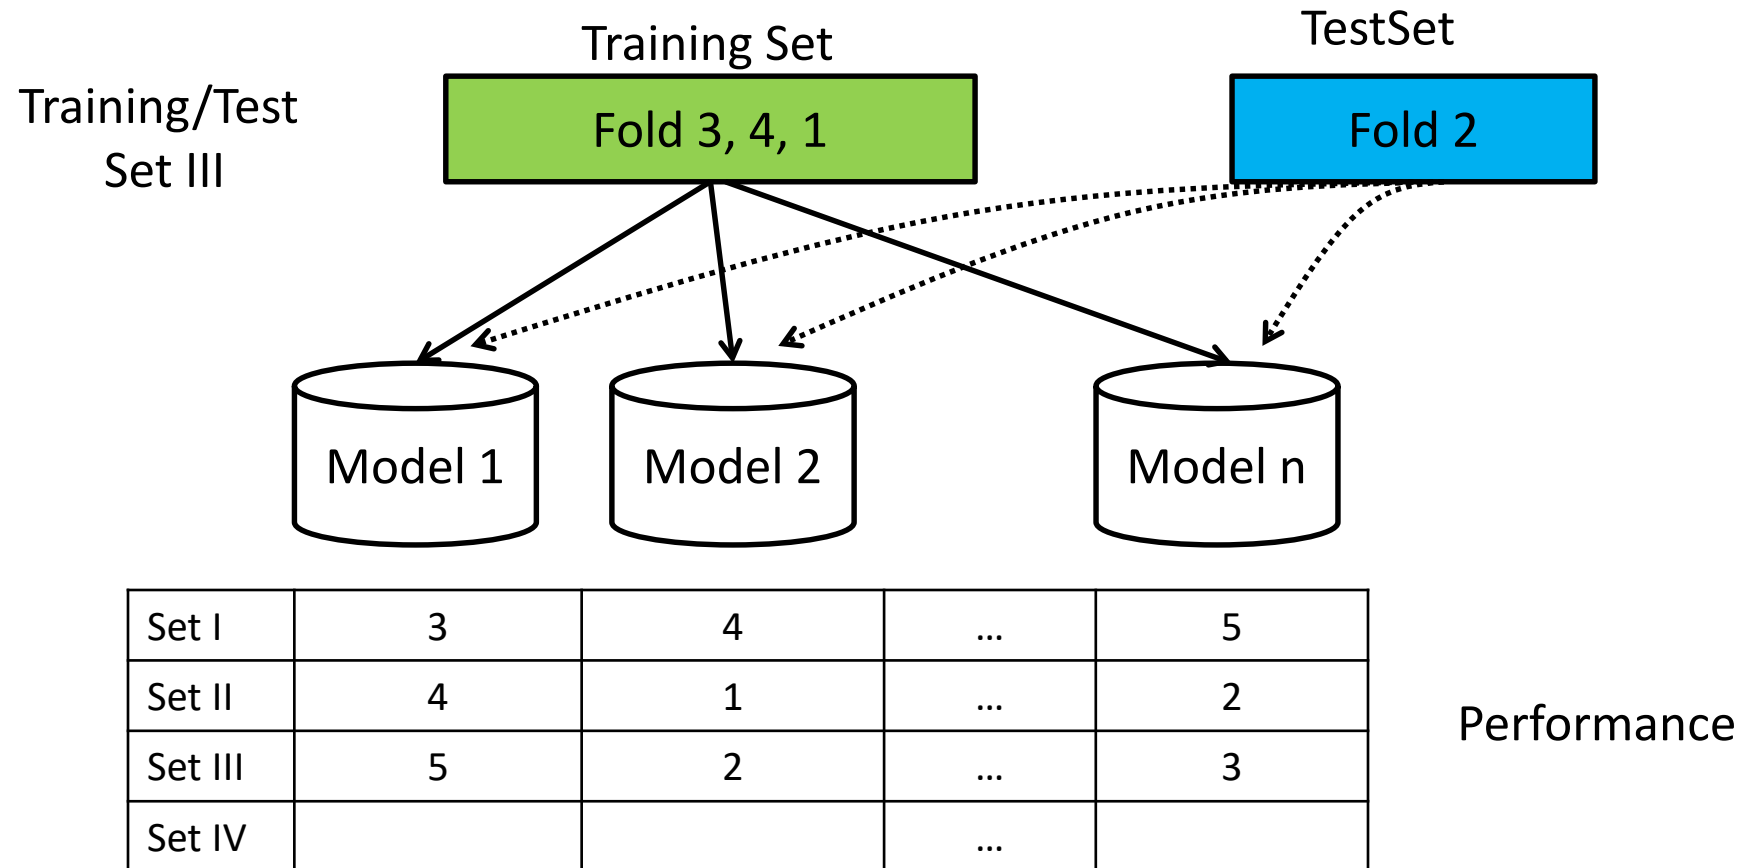 Training Set
TestSet
Training/Test
Set III
Fold 3, 4, 1
Fold 2
Model 1
Model 2
Model n
Set I 3 4 ... 5
Set II 4 1 ... 2
Set III 5 2 ... 3
Set IV ...
Performance